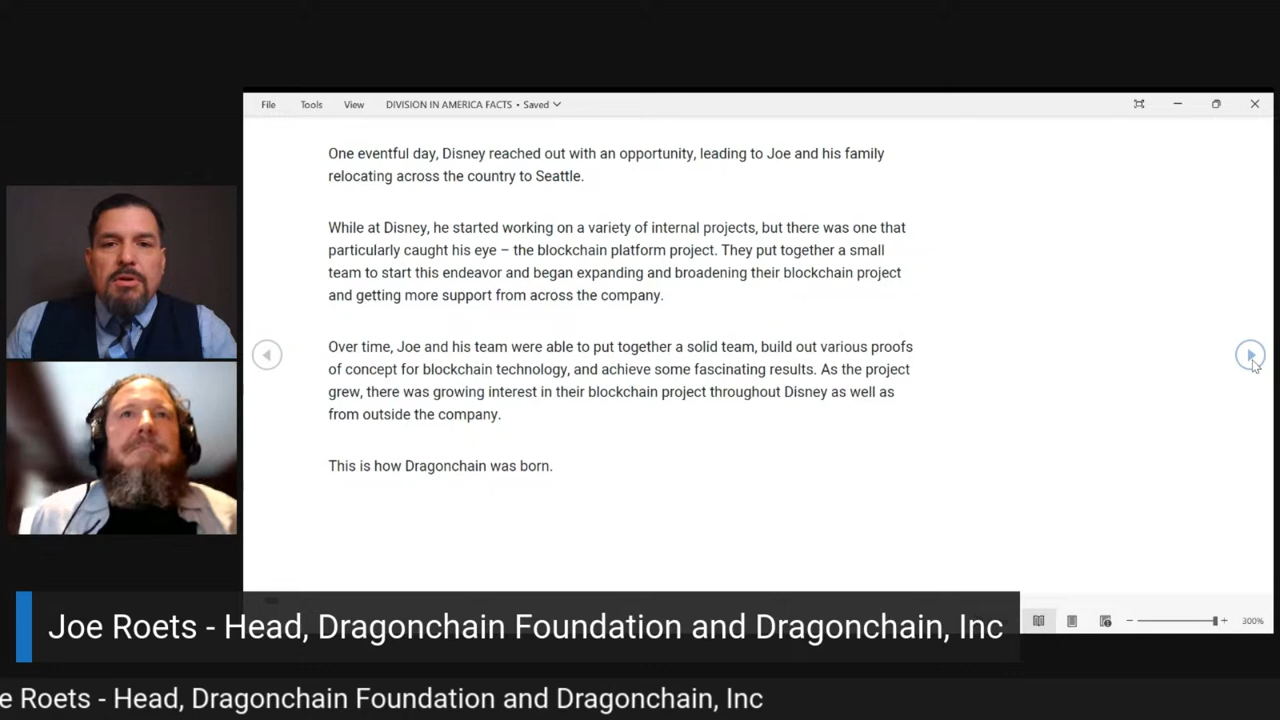 File Tools View DIVISION IN AMERICA FACTS • Saved
One eventful day, Disney reached out with an opportunity, leading to Joe and his family
relocating across the country to Seattle.
While at Disney, he started working on a variety of internal projects, but there was one that
particularly caught his eye – the blockchain platform project. They put together a small
team to start this endeavor and began expanding and broadening their blockchain project
and getting more support from across the company.
Over time, Joe and his team were able to put together a solid team, build out various proofs
of concept for blockchain technology, and achieve some fascinating results. As the project
grew, there was growing interest in their blockchain project throughout Disney as well as
from outside the company.
This is how Dragonchain was born.
Joe Roets - Head, Dragonchain Foundation and Dragonchain, Inc
300%
e Roets - Head, Dragonchain Foundation and Dragonchain, Inc